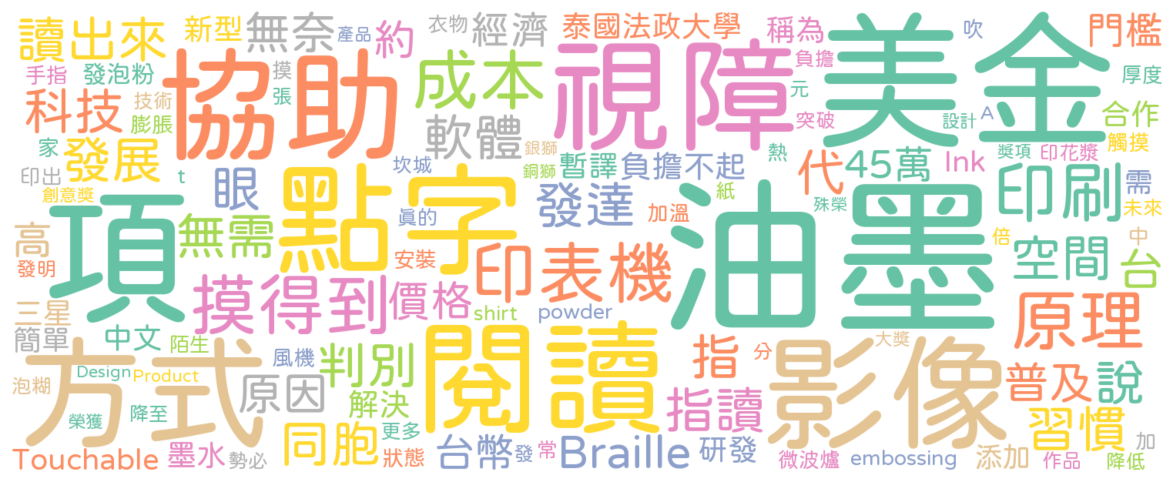 讀出來 新型 無奈 產品 約 衣物 經濟 泰國法政大學 稱為 吹 門檻
手指 發泡粉 摸 協助 成本 視障 負擔 美金 厚度
科技 技術 張 元 設計 A 合作
膨脹 軟體 銀獅 突破 觸摸
家 發展 坎城 銅獅 暫譯 負擔不起 熱 代 45萬 Ink 獎項 印花漿
印出 t 眼 紙 印刷 需
創意獎 點字 真的 發達 加溫 殊榮 未來
項 無需 油墨 倍 中
高 安裝 印表機 空間 台
發明 摸得到 價格
三星 shirt powder 原理
簡單 中文 陌生 風機 閱讀 指 分 大獎
方式 判別 影像
泡糊 Design Product 原因 指讀 普及 說
榮獲 降至 解決 習慣
同胞 更多 台幣 發 常 Braille 研發 加
Touchable 墨水 勢必 狀態 微波爐 embossing 添加 作品 降低